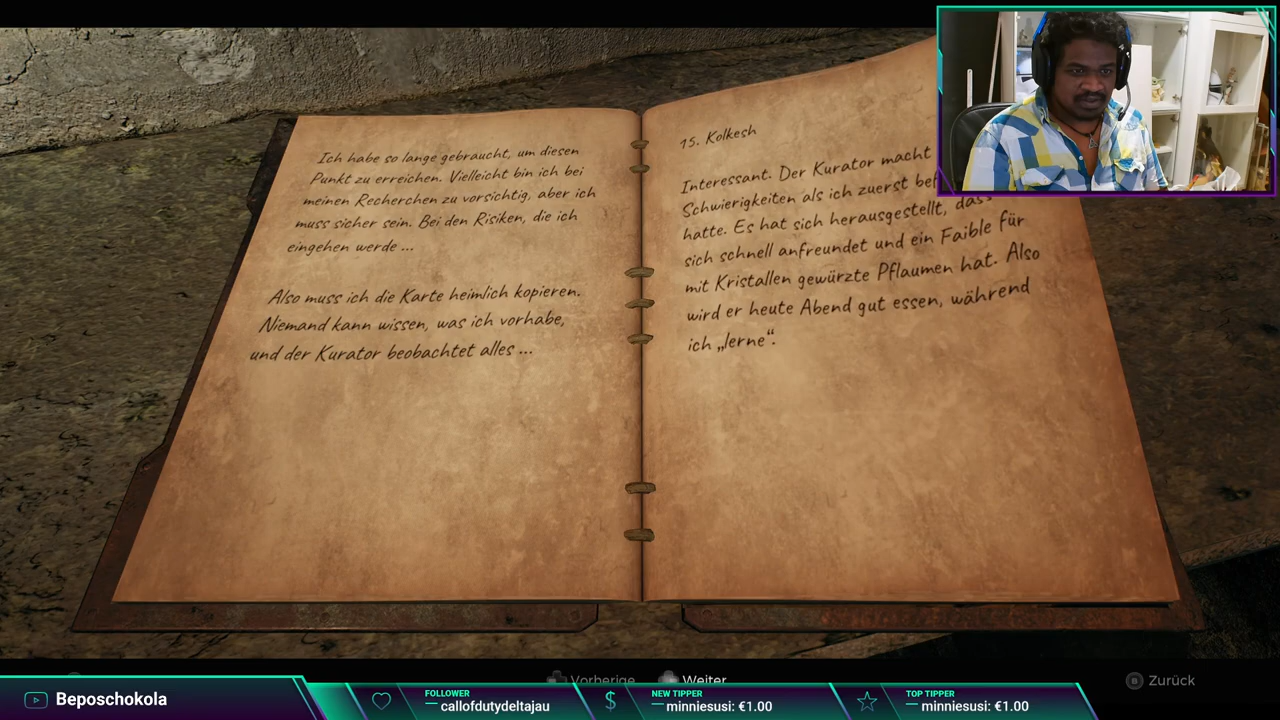 Ich habe so lange gebraucht, um diesen
Punkt zu erreichen. Vielleicht bin ich bei
meinen Recherchen zu vorsichtig, aber ich
muss sicher sein. Bei den Risiken, die ich
eingehen werde ...
Also muss ich die Karte heimlich kopieren.
Niemand kann wissen, was ich vorhabe,
und der Kurator beobachtet alles ...
15. Kolkesh
Interessant. Der Kurator macht
Schwierigkeiten als ich zuerst
hatte. Es hat sich herausgestellt, dass
sich schnell anfreundet und ein Faible für
mit Kristallen gewürzte Pflaumen hat. Also
wird er heute Abend gut essen, während
ich „lerne“.
Vorherige
Weiter
B Zurück
Beposchokola
FOLLOWER
callofdutydeltajau
$
NEW TIPPER
minniesusi: €1.00
TOP TIPPER
minniesusi: €1.00